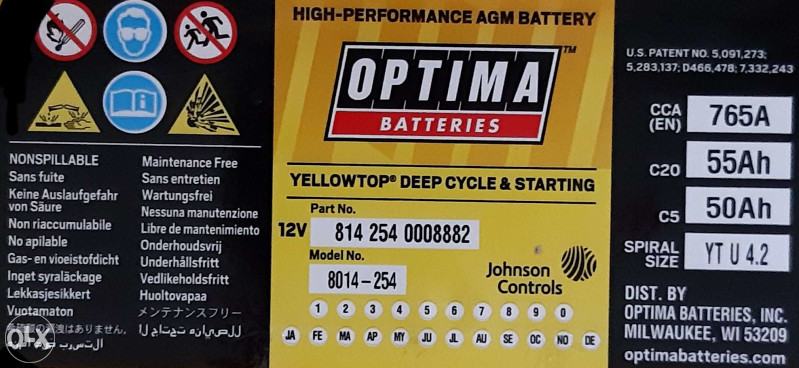 HIGH-PERFORMANCE AGM BATTERY
OPTIMA™
BATTERIES
YELLOWTOP® DEEP CYCLE & STARTING
Part No.
12V 814 254 0008882
Model No.
8014-254
Johnson
Controls
1 2 3 4 5 6 7 8 9 0
JA FE MA AP MY JU JL AU SE OC NO DE
NONSPILLABLE
Sans fuite
Keine Auslaufgefahr
von Säure
Non riaccumulabile
No apilable
Gas- en vloeistofdicht
Inget syraläckage
Lekkasjesikkert
Vuotamaton
Maintenance Free
Sans entretien
Wartungsfrei
Nessuna manutenzione
Libre de mantenimiento
Onderhoudsvrij
Underhållsfritt
Vedlikeholdsfritt
Huoltovapaa
メンテナンスフリー
U.S. PATENT NO. 5,091,273;
5,283,137; D466,478; 7,332,243
CCA
(EN) 765A
C20 55Ah
C5 50Ah
SPIRAL
SIZE YT U 4.2
DIST. BY
OPTIMA BATTERIES, INC.
MILWAUKEE, WI 53209
optimabatteries.com
OLX